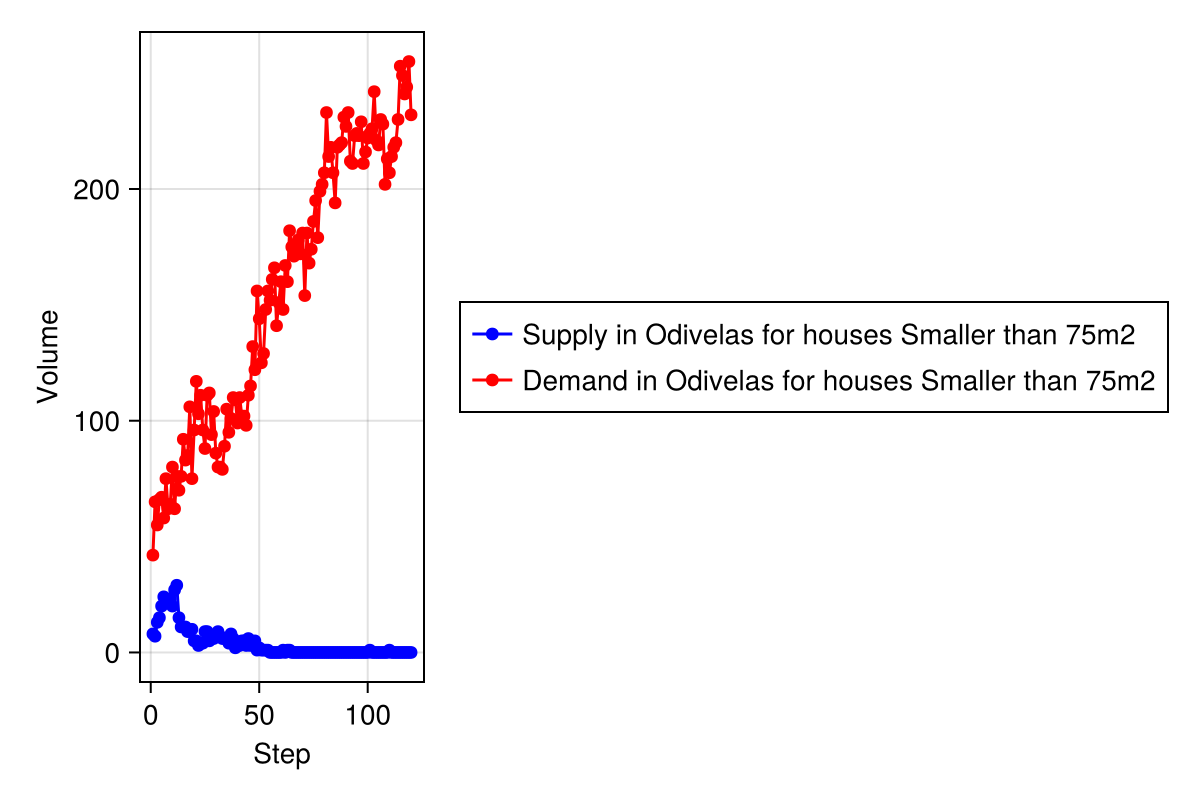 Volume
200
100
0
0 50 100
Step
Supply in Odivelas for houses Smaller than 75m2
Demand in Odivelas for houses Smaller than 75m2